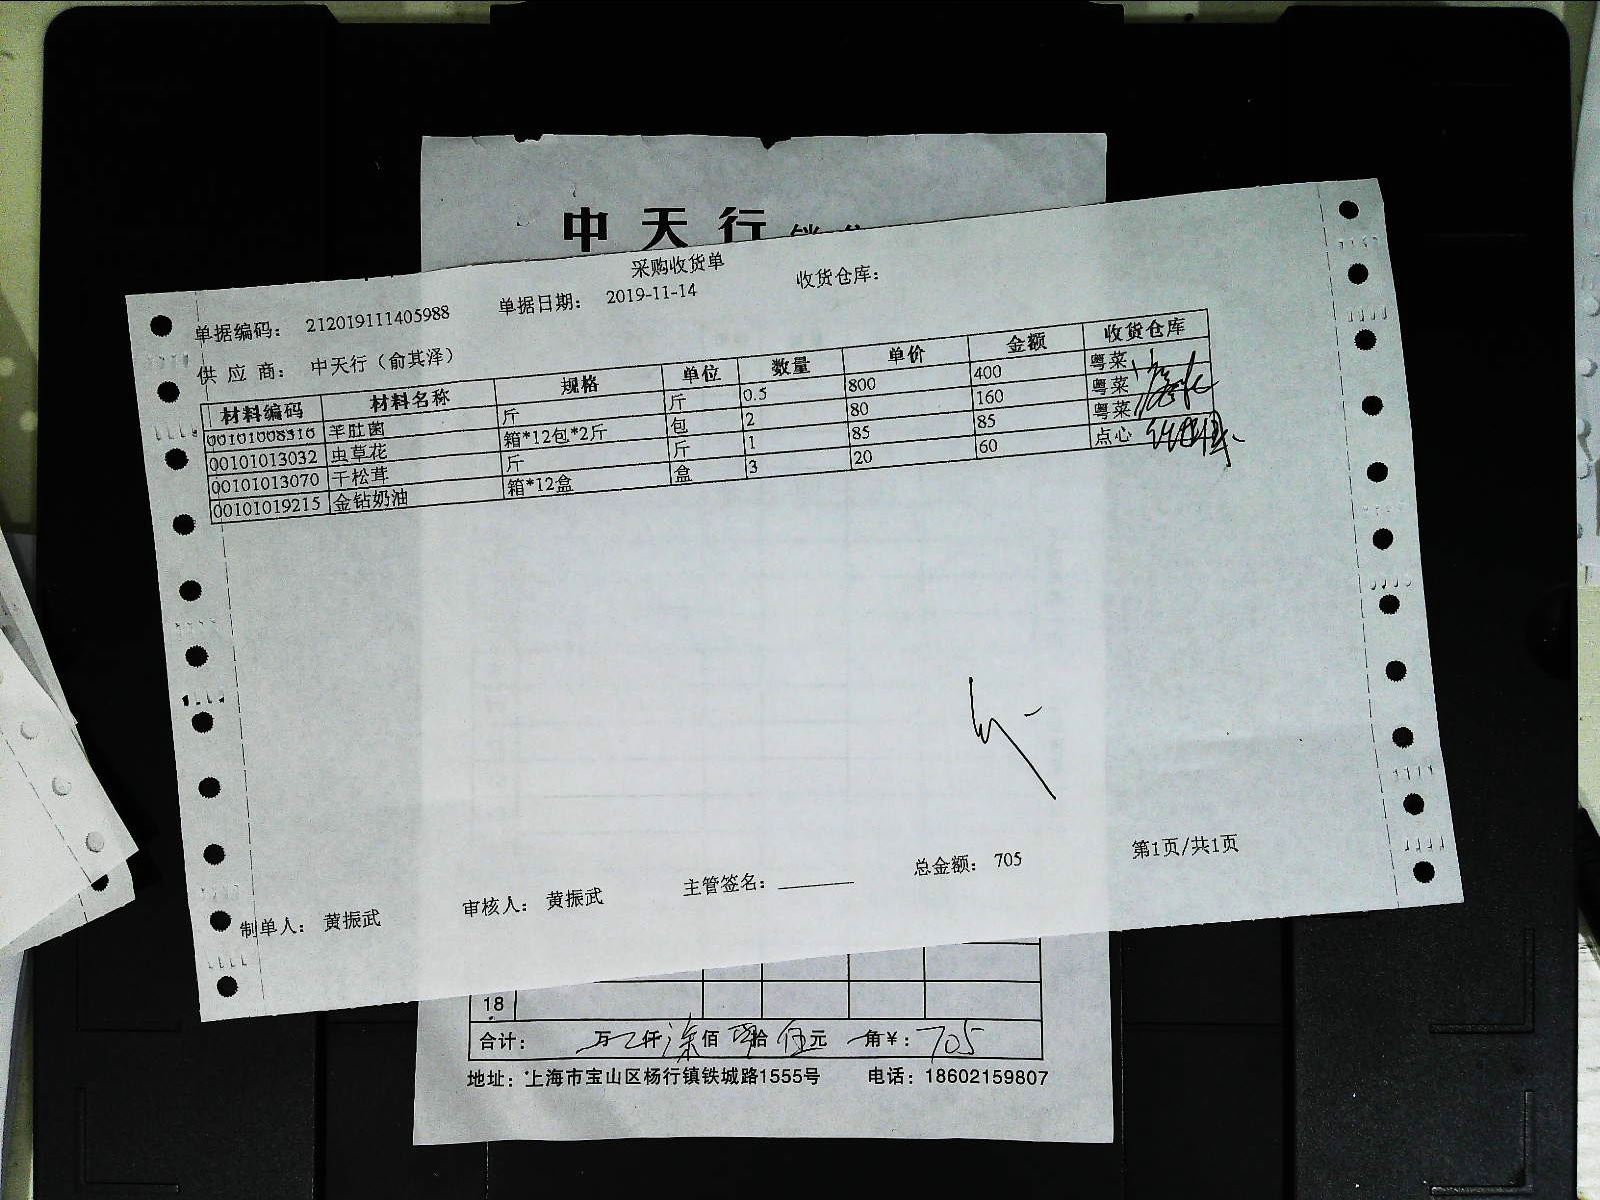 中天行
采购收货单
单据编码： 212019111405988 单据日期： 2019-11-14 收货仓库：
供应商： 中天行（俞其泽）
材料编码 材料名称 规格 单位 数量 单价 金额 收货仓库
00101008316 羊肚菌 斤 斤 0.5 800 400 粤菜
00101013032 虫草花 箱*12包*2斤 包 2 80 160 粤菜
00101013070 干松茸 斤 斤 1 85 85 粤菜
00101019215 金钻奶油 箱*12盒 盒 3 20 60 点心
制单人： 黄振武 审核人： 黄振武 主管签名： 总金额： 705 第1页/共1页
18
合计： 万 仟 佰 拾 伍元 角¥：705
地址：上海市宝山区杨行镇铁城路1555号 电话：18602159807